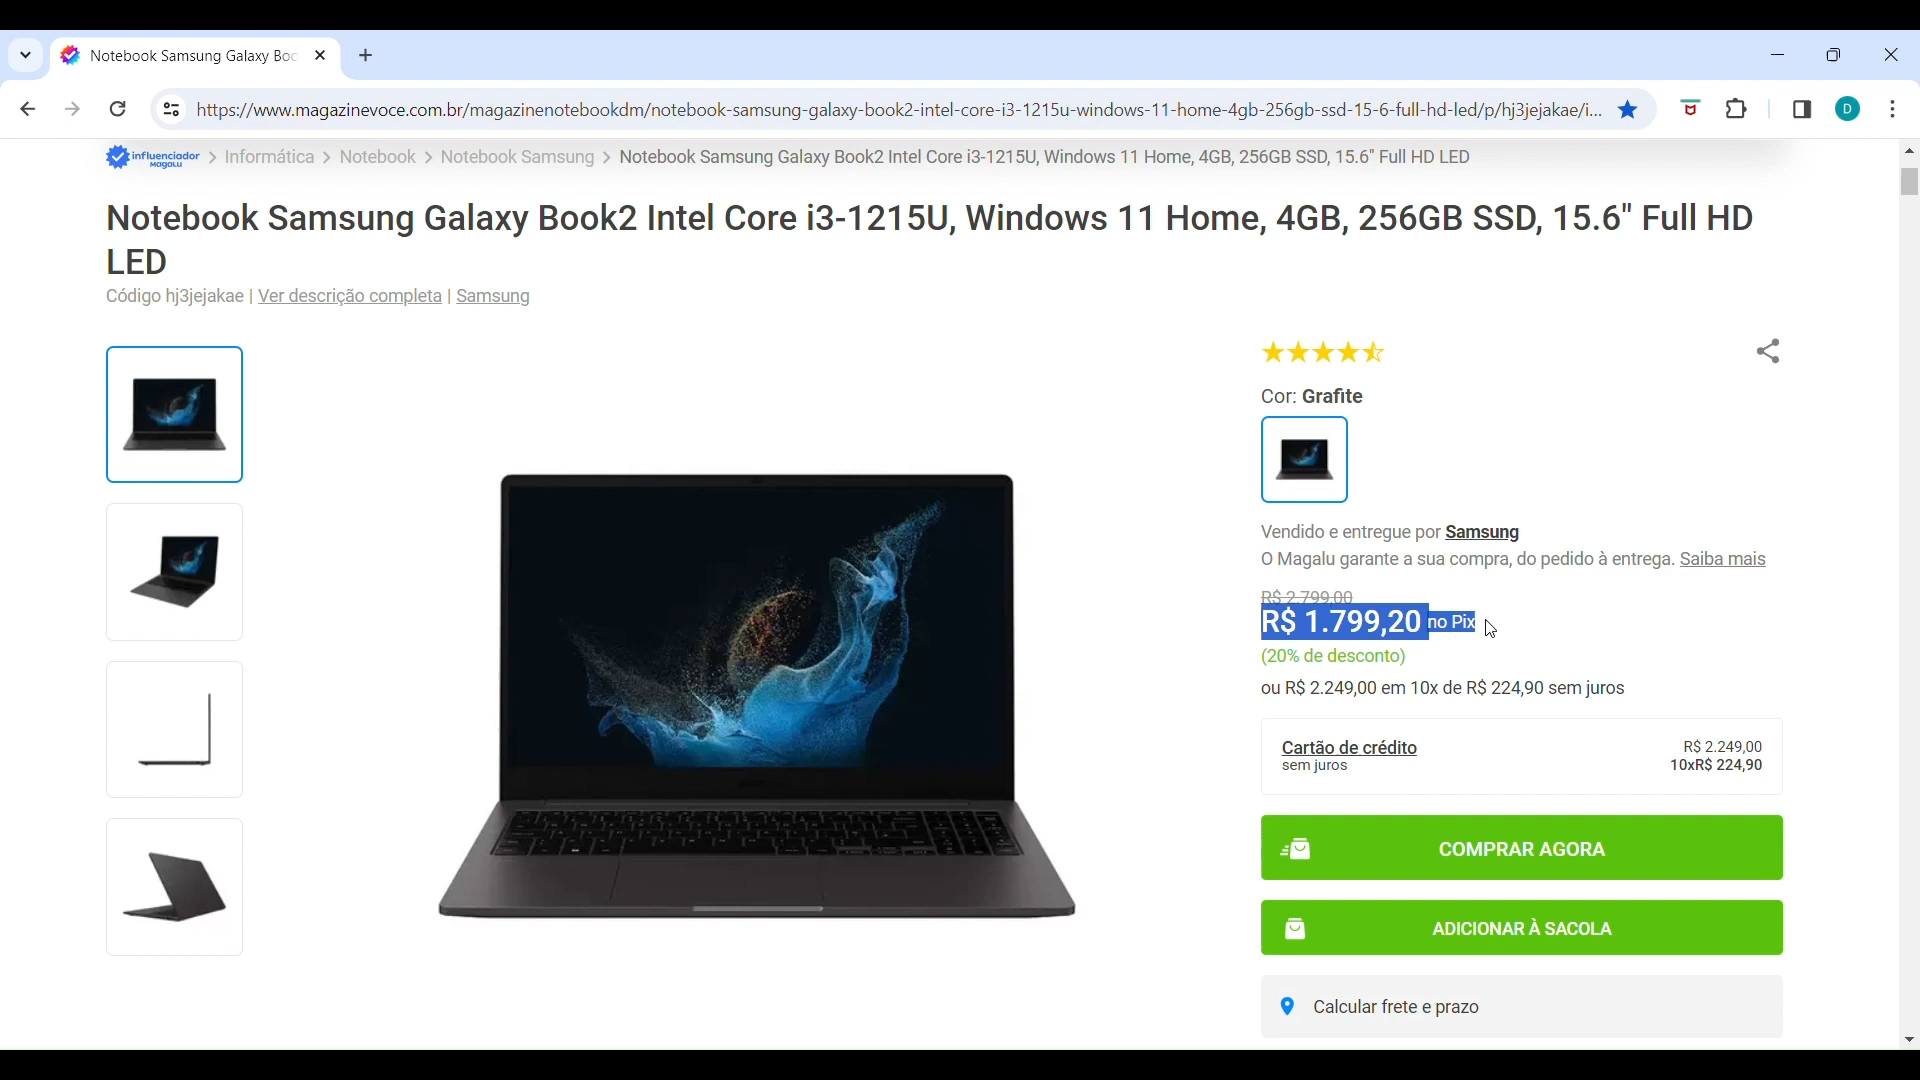 Notebook Samsung Galaxy Boo
https://www.magazinevoce.com.br/magazinenotebookdm/notebook-samsung-galaxy-book2-intel-core-i3-1215u-windows-11-home-4gb-256gb-ssd-15-6-full-hd-led/p/hj3jejakae/i...
D
influenciador MAGALU > Informática > Notebook > Notebook Samsung > Notebook Samsung Galaxy Book2 Intel Core i3-1215U, Windows 11 Home, 4GB, 256GB SSD, 15.6" Full HD LED
Notebook Samsung Galaxy Book2 Intel Core i3-1215U, Windows 11 Home, 4GB, 256GB SSD, 15.6" Full HD
LED
Código hj3jejakae | Ver descrição completa | Samsung
Cor: Grafite
Vendido e entregue por Samsung
O Magalu garante a sua compra, do pedido à entrega. Saiba mais
R$ 2.799,00
R$ 1.799,20 no Pix
(20% de desconto)
ou R$ 2.249,00 em 10x de R$ 224,90 sem juros
Cartão de crédito R$ 2.249,00
sem juros 10xR$ 224,90
COMPRAR AGORA
ADICIONAR À SACOLA
Calcular frete e prazo